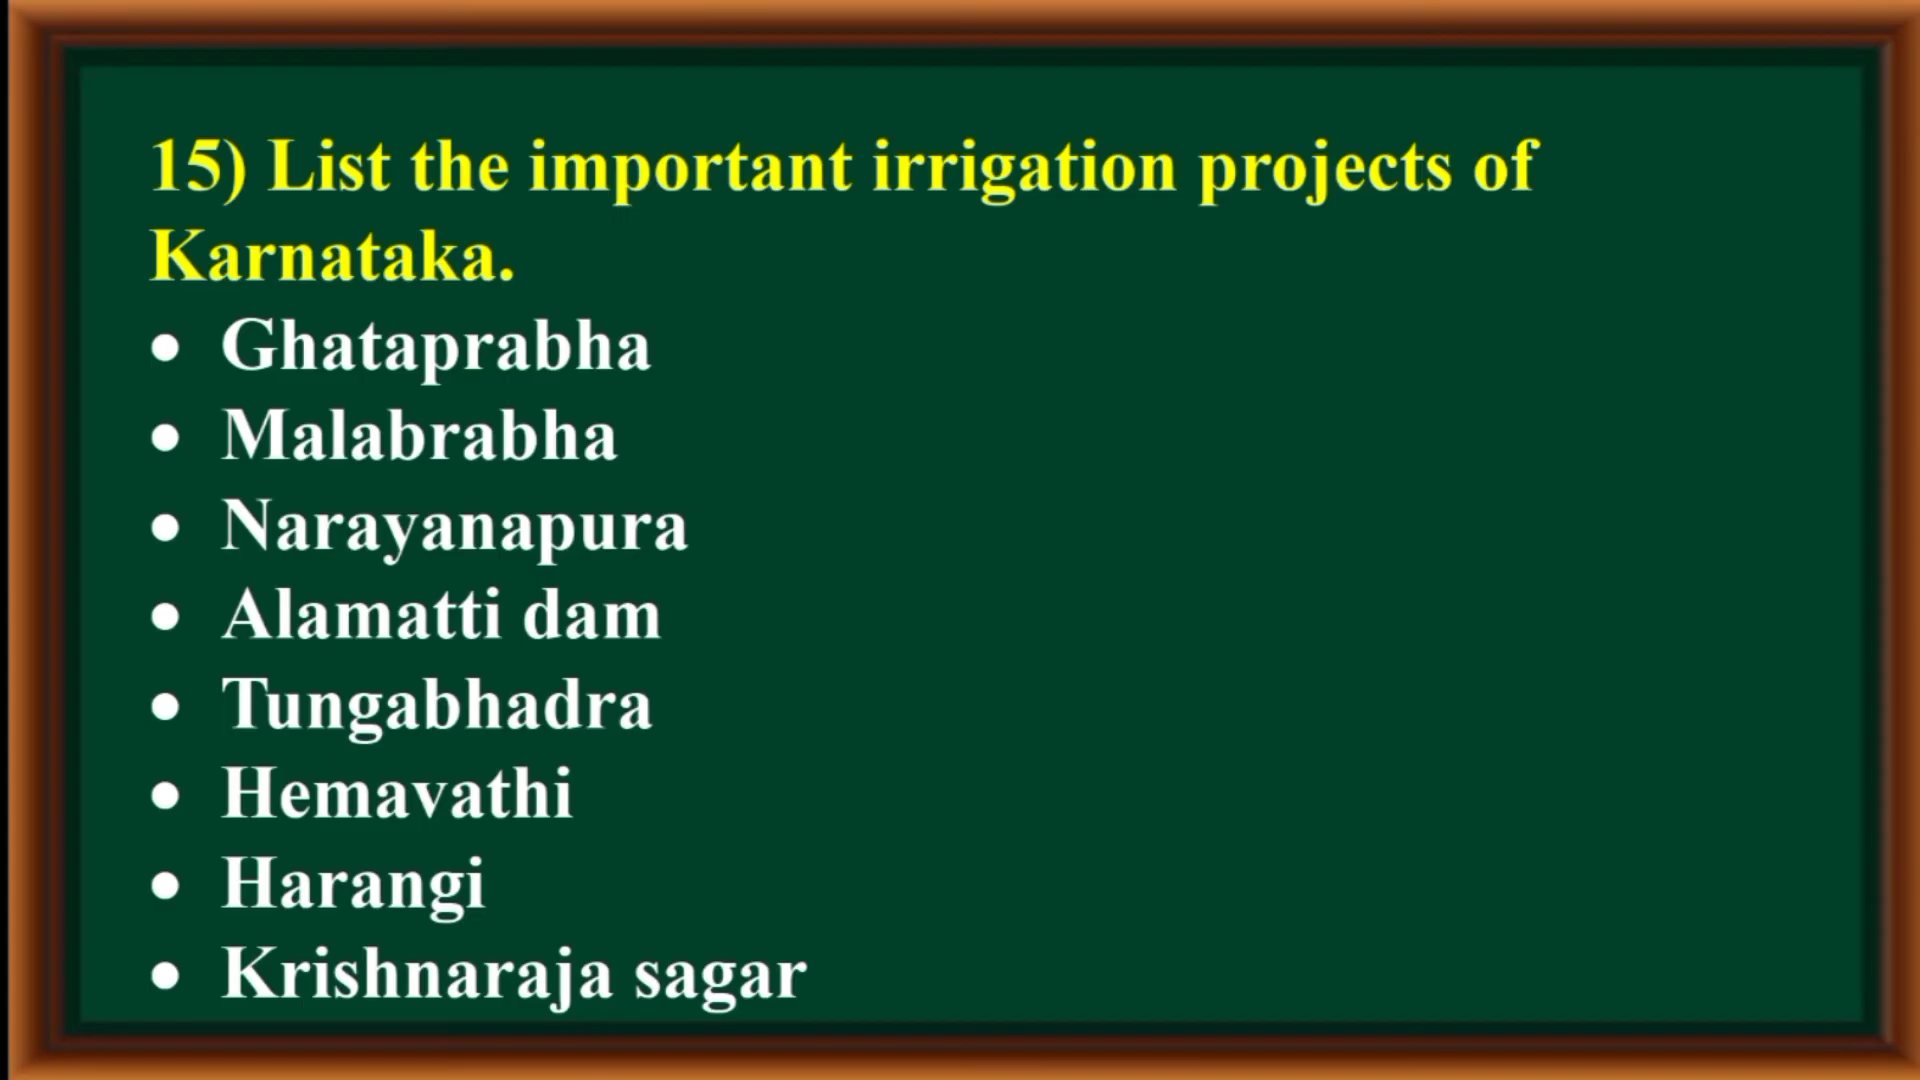 15) List the important irrigation projects of
Karnataka.
• Ghataprabha
• Malabrabha
• Narayanapura
• Alamatti dam
• Tungabhadra
• Hemavathi
• Harangi
• Krishnaraja sagar